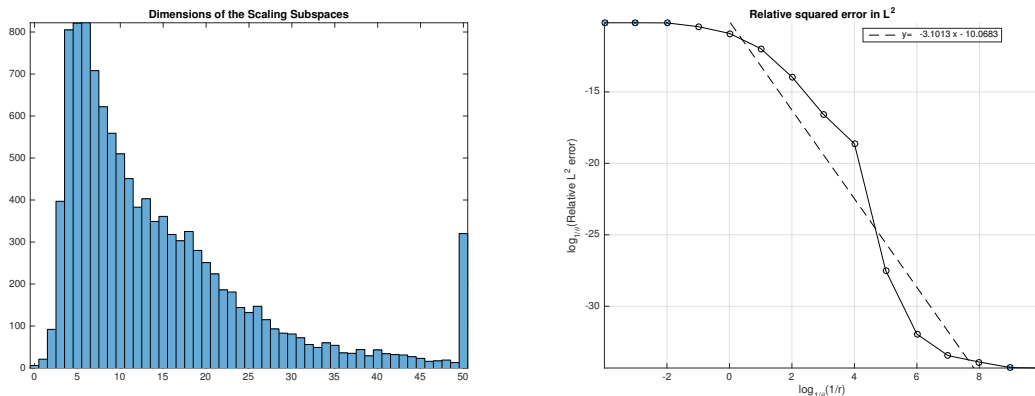 Dimensions of the Scaling Subspaces
800
700
600
500
400
300
200
100
0
0 5 10 15 20 25 30 35 40 45 50
Relative squared error in L²
y= -3.1013 x - 10.0683
-15
-20
-25
-30
log₁/θ(Relative L² error)
-2 0 2 4 6 8
log₁/θ(1/r)